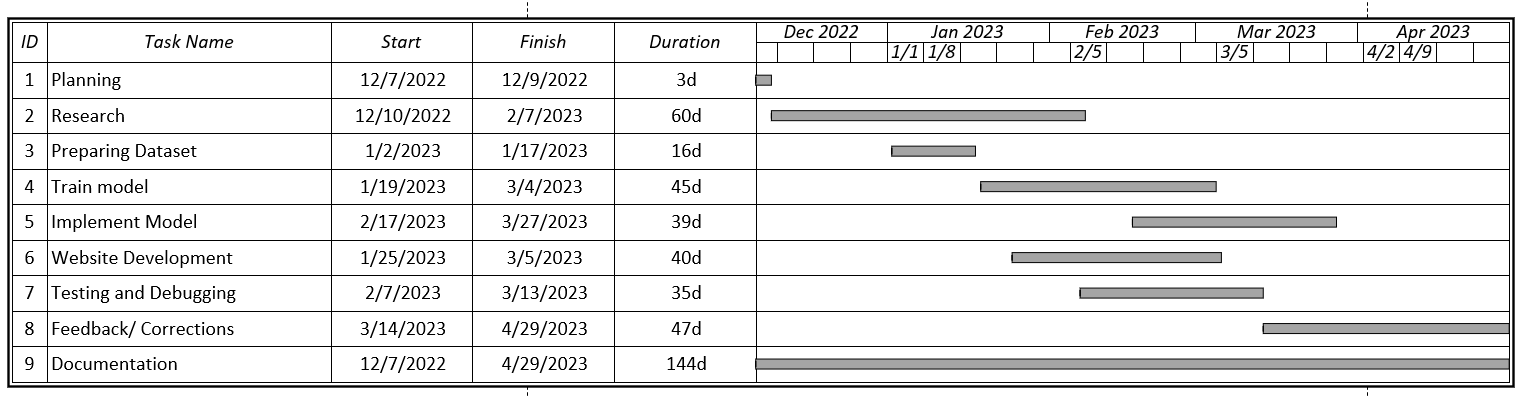 ID Task Name Start Finish Duration Dec 2022 Jan 2023 Feb 2023 Mar 2023 Apr 2023
1/1 1/8 2/5 3/5 4/2 4/9
1 Planning 12/7/2022 12/9/2022 3d
2 Research 12/10/2022 2/7/2023 60d
3 Preparing Dataset 1/2/2023 1/17/2023 16d
4 Train model 1/19/2023 3/4/2023 45d
5 Implement Model 2/17/2023 3/27/2023 39d
6 Website Development 1/25/2023 3/5/2023 40d
7 Testing and Debugging 2/7/2023 3/13/2023 35d
8 Feedback/ Corrections 3/14/2023 4/29/2023 47d
9 Documentation 12/7/2022 4/29/2023 144d